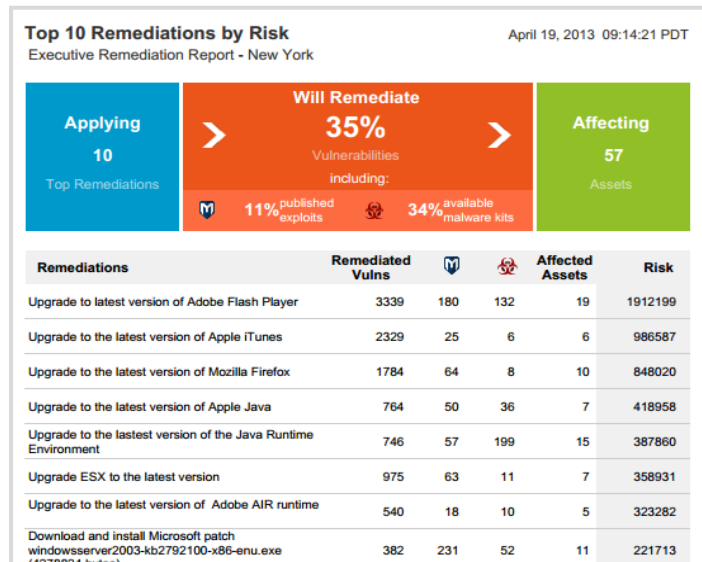 Top 10 Remediations by Risk
April 19, 2013 09:14:21 PDT
Executive Remediation Report - New York
Applying
10
Top Remediations
Will Remediate
35%
Vulnerabilities
including:
11% published exploits
34% available malware kits
Affecting
57
Assets
Remediations Remediated Vulns Affected Assets Risk
Upgrade to latest version of Adobe Flash Player 3339 180 132 19 1912199
Upgrade to the latest version of Apple iTunes 2329 25 6 6 986587
Upgrade to the latest version of Mozilla Firefox 1784 64 8 10 848020
Upgrade to the latest version of Apple Java 764 50 36 7 418958
Upgrade to the lastest version of the Java Runtime
Environment 746 57 199 15 387860
Upgrade ESX to the latest version 975 63 11 7 358931
Upgrade to the latest version of Adobe AIR runtime 540 18 10 5 323282
Download and install Microsoft patch
windowsserver2003-kb2792100-x86-enu.exe 382 231 52 11 221713